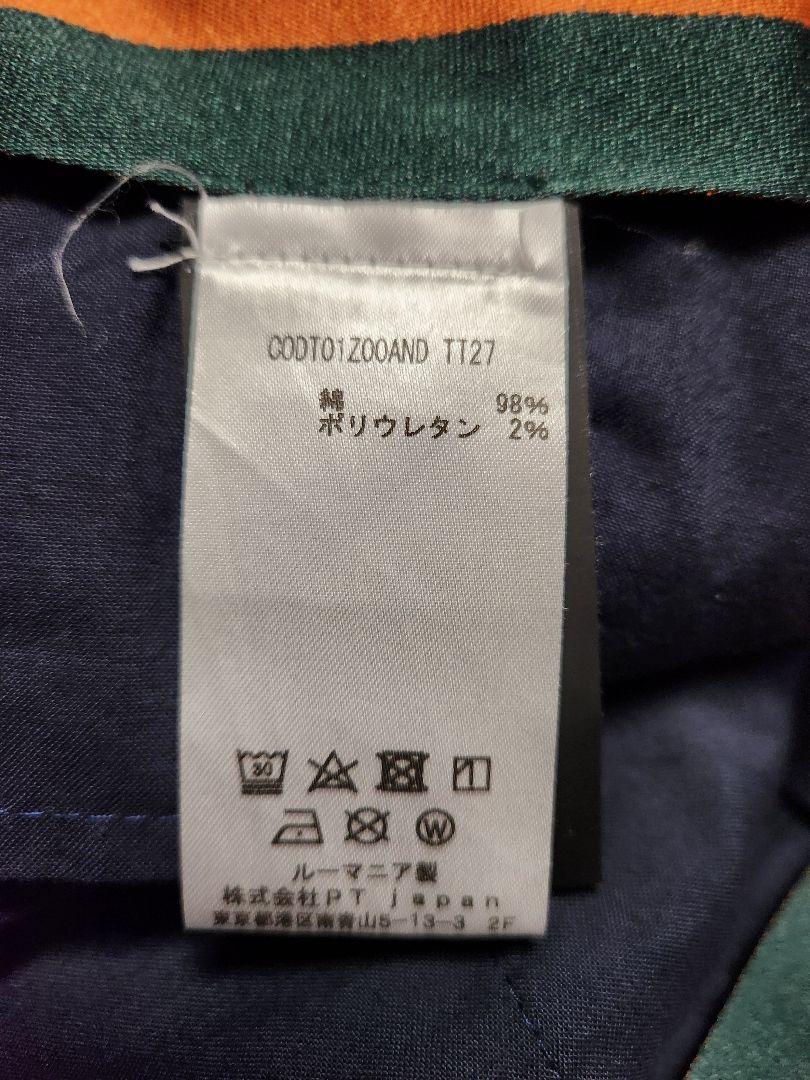 CODT01Z00AND TT27
綿 98%
ポリウレタン 2%
30
W
ルーマニア製
株式会社PT japan
東京都港区南青山5-13-3 2F